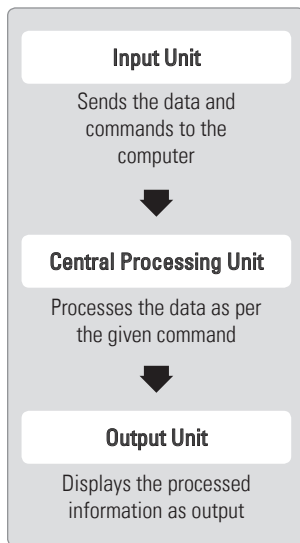 Input Unit
Sends the data and
commands to the
computer
Central Processing Unit
Processes the data as per
the given command
Output Unit
Displays the processed
information as output